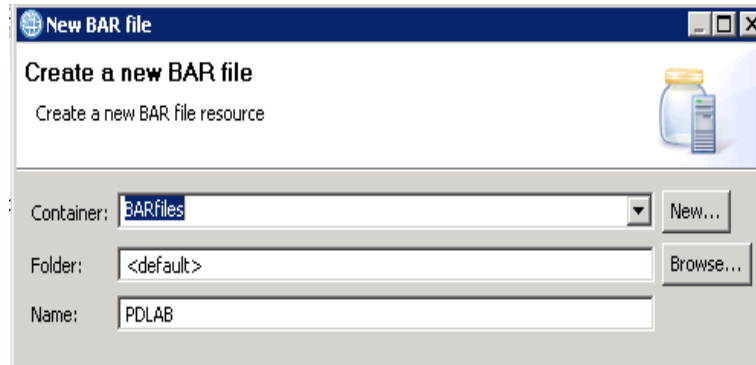 New BAR file
Create a new BAR file
Create a new BAR file resource
Container: BARfiles New...
Folder: <default> Browse...
Name: PDLAB